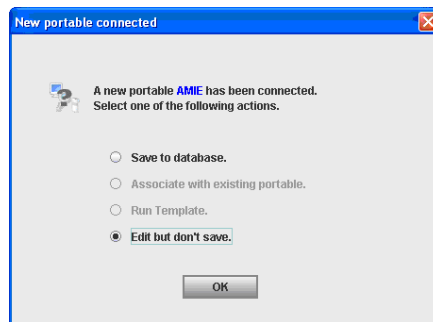 New portable connected
A new portable AMIE has been connected.
Select one of the following actions.
Save to database.
Associate with existing portable.
Run Template.
Edit but don't save.
OK